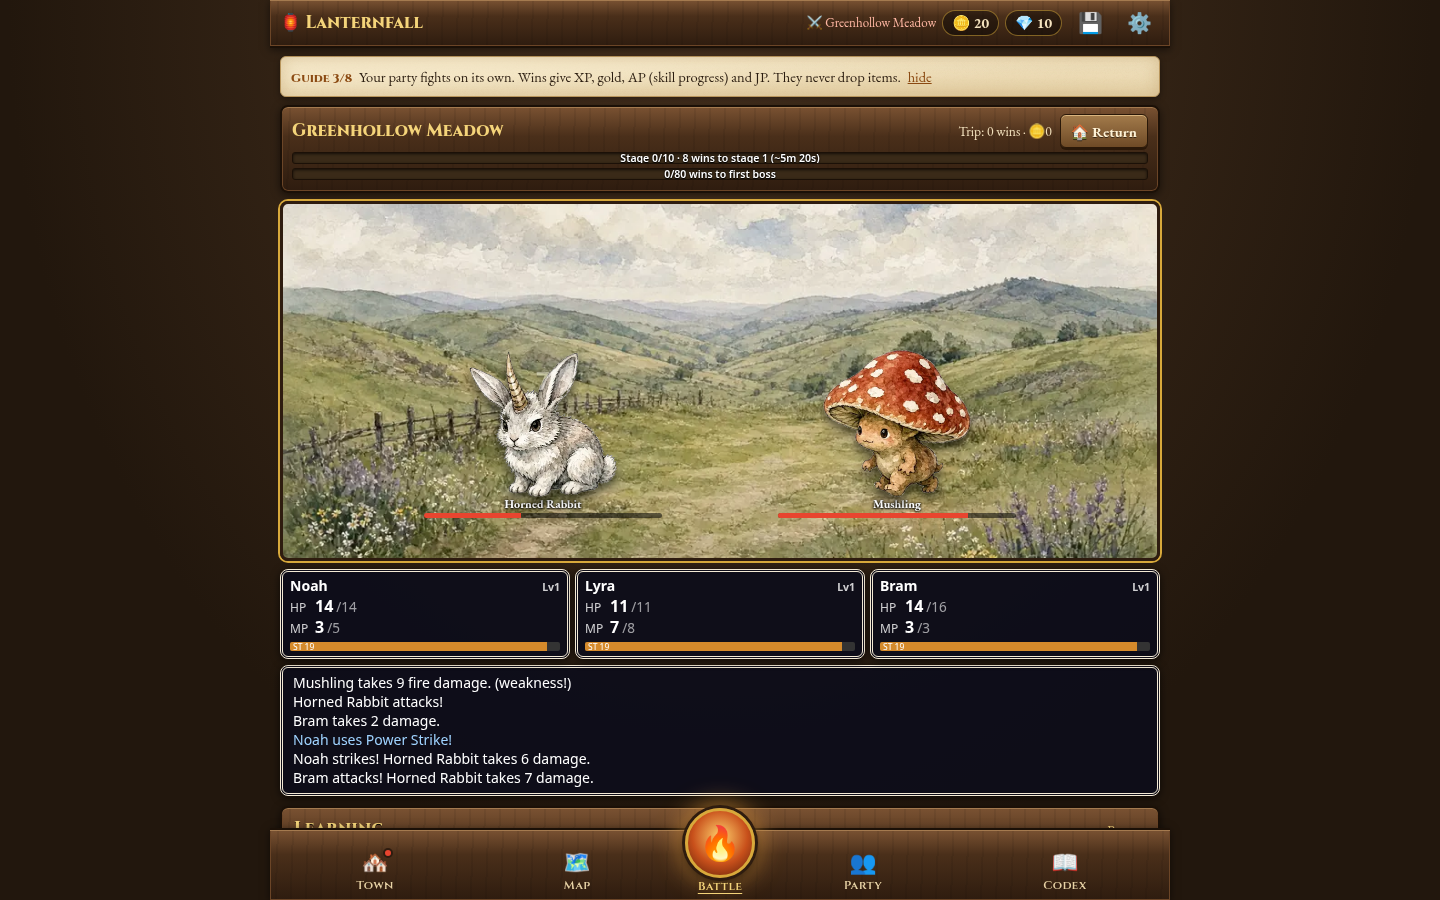 Lanternfall
Greenhollow Meadow
20
10
Guide 3/8 Your party fights on its own. Wins give XP, gold, AP (skill progress) and JP. They never drop items. hide
Greenhollow Meadow
Trip: 0 wins · 0
Return
Stage 0/10 · 8 wins to stage 1 (~5m 20s)
0/80 wins to first boss
Horned Rabbit
Mushling
Noah Lv1
HP 14/14
MP 3/5
ST 19
Lyra Lv1
HP 11/11
MP 7/8
ST 19
Bram Lv1
HP 14/16
MP 3/3
ST 19
Mushling takes 9 fire damage. (weakness!)
Horned Rabbit attacks!
Bram takes 2 damage.
Noah uses Power Strike!
Noah strikes! Horned Rabbit takes 6 damage.
Bram attacks! Horned Rabbit takes 7 damage.
Learning
Town
Map
Battle
Party
Codex